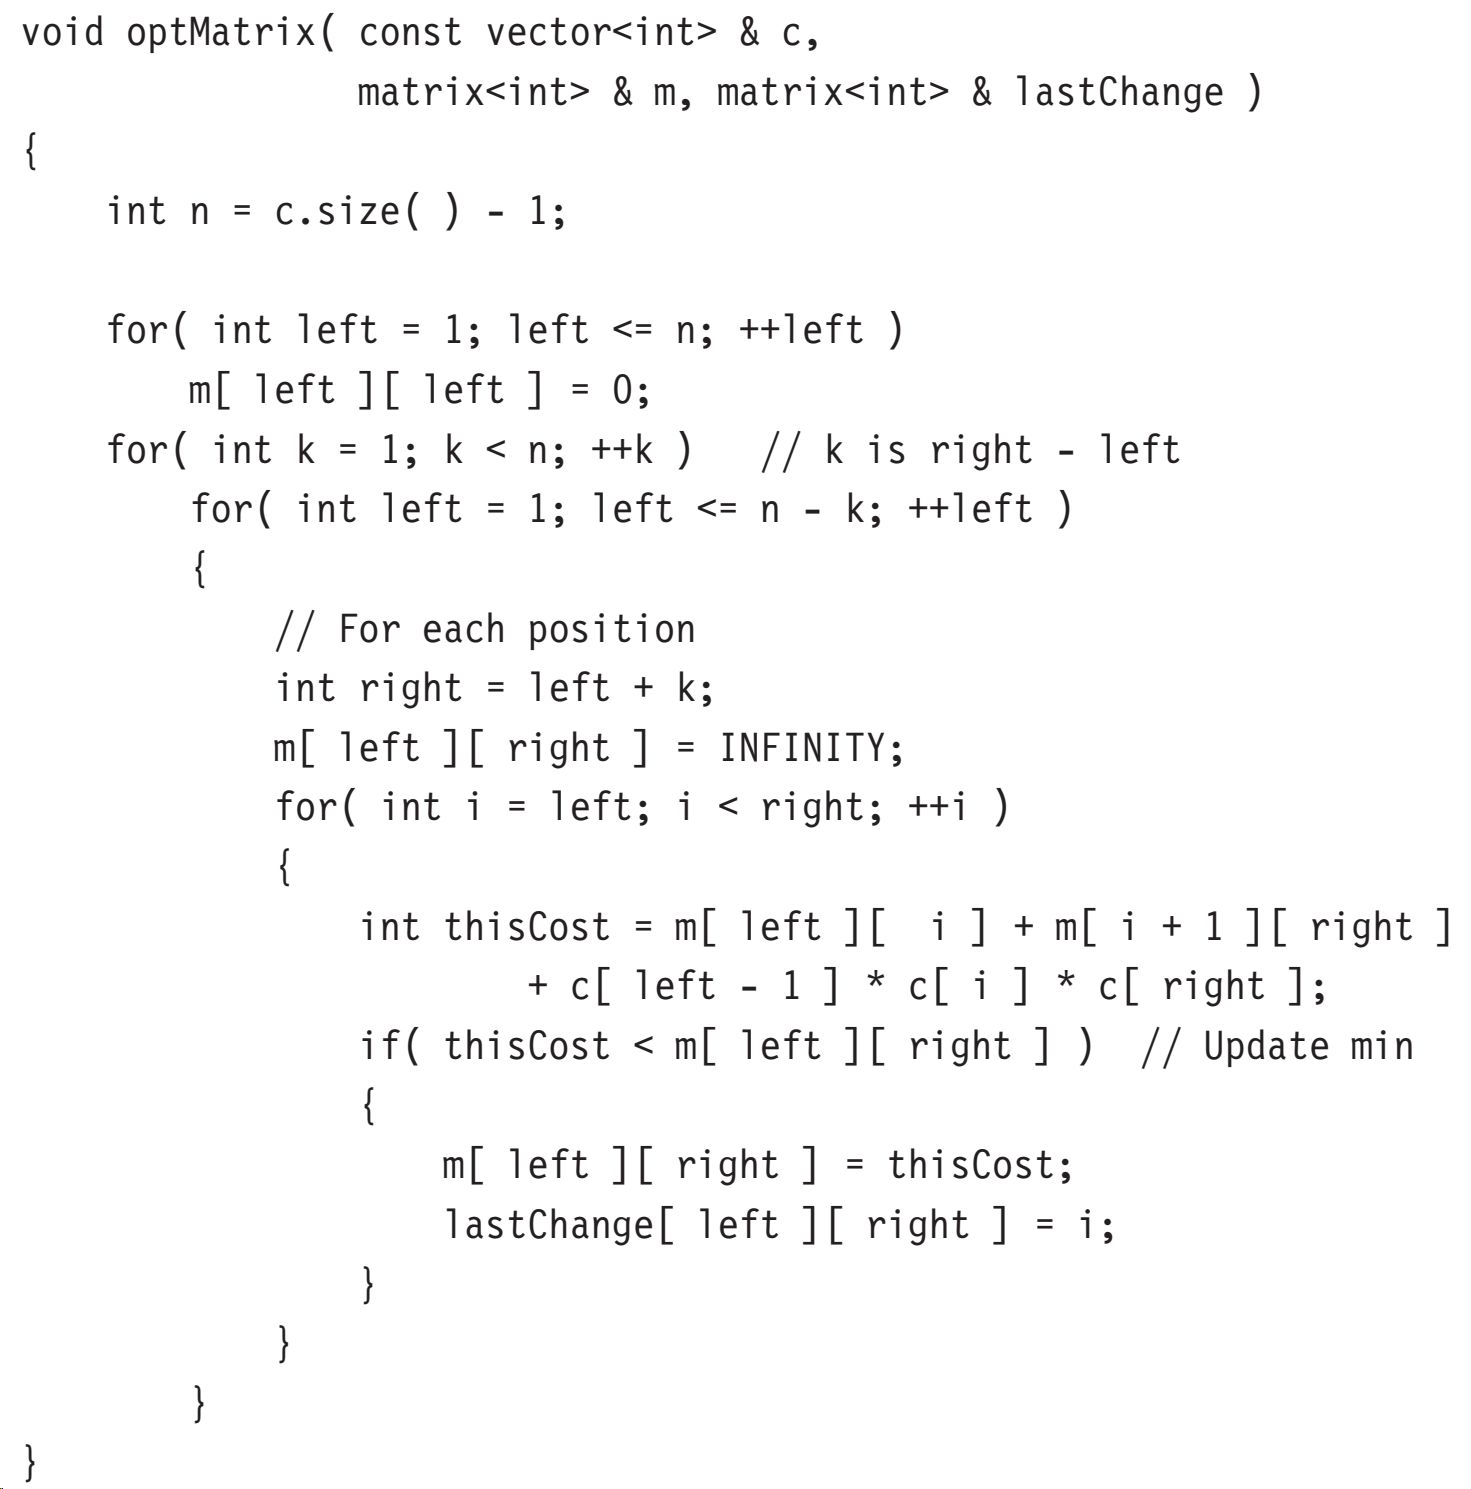 void optMatrix( const vector<int> & c,
                matrix<int> & m, matrix<int> & lastChange )
{
    int n = c.size( ) - 1;

    for( int left = 1; left <= n; ++left )
        m[ left ][ left ] = 0;
    for( int k = 1; k < n; ++k )   // k is right - left
        for( int left = 1; left <= n - k; ++left )
        {
            // For each position
            int right = left + k;
            m[ left ][ right ] = INFINITY;
            for( int i = left; i < right; ++i )
            {
                int thisCost = m[ left ][  i ] + m[ i + 1 ][ right ]
                        + c[ left - 1 ] * c[ i ] * c[ right ];
                if( thisCost < m[ left ][ right ] )  // Update min
                {
                    m[ left ][ right ] = thisCost;
                    lastChange[ left ][ right ] = i;
                }
            }
        }
}